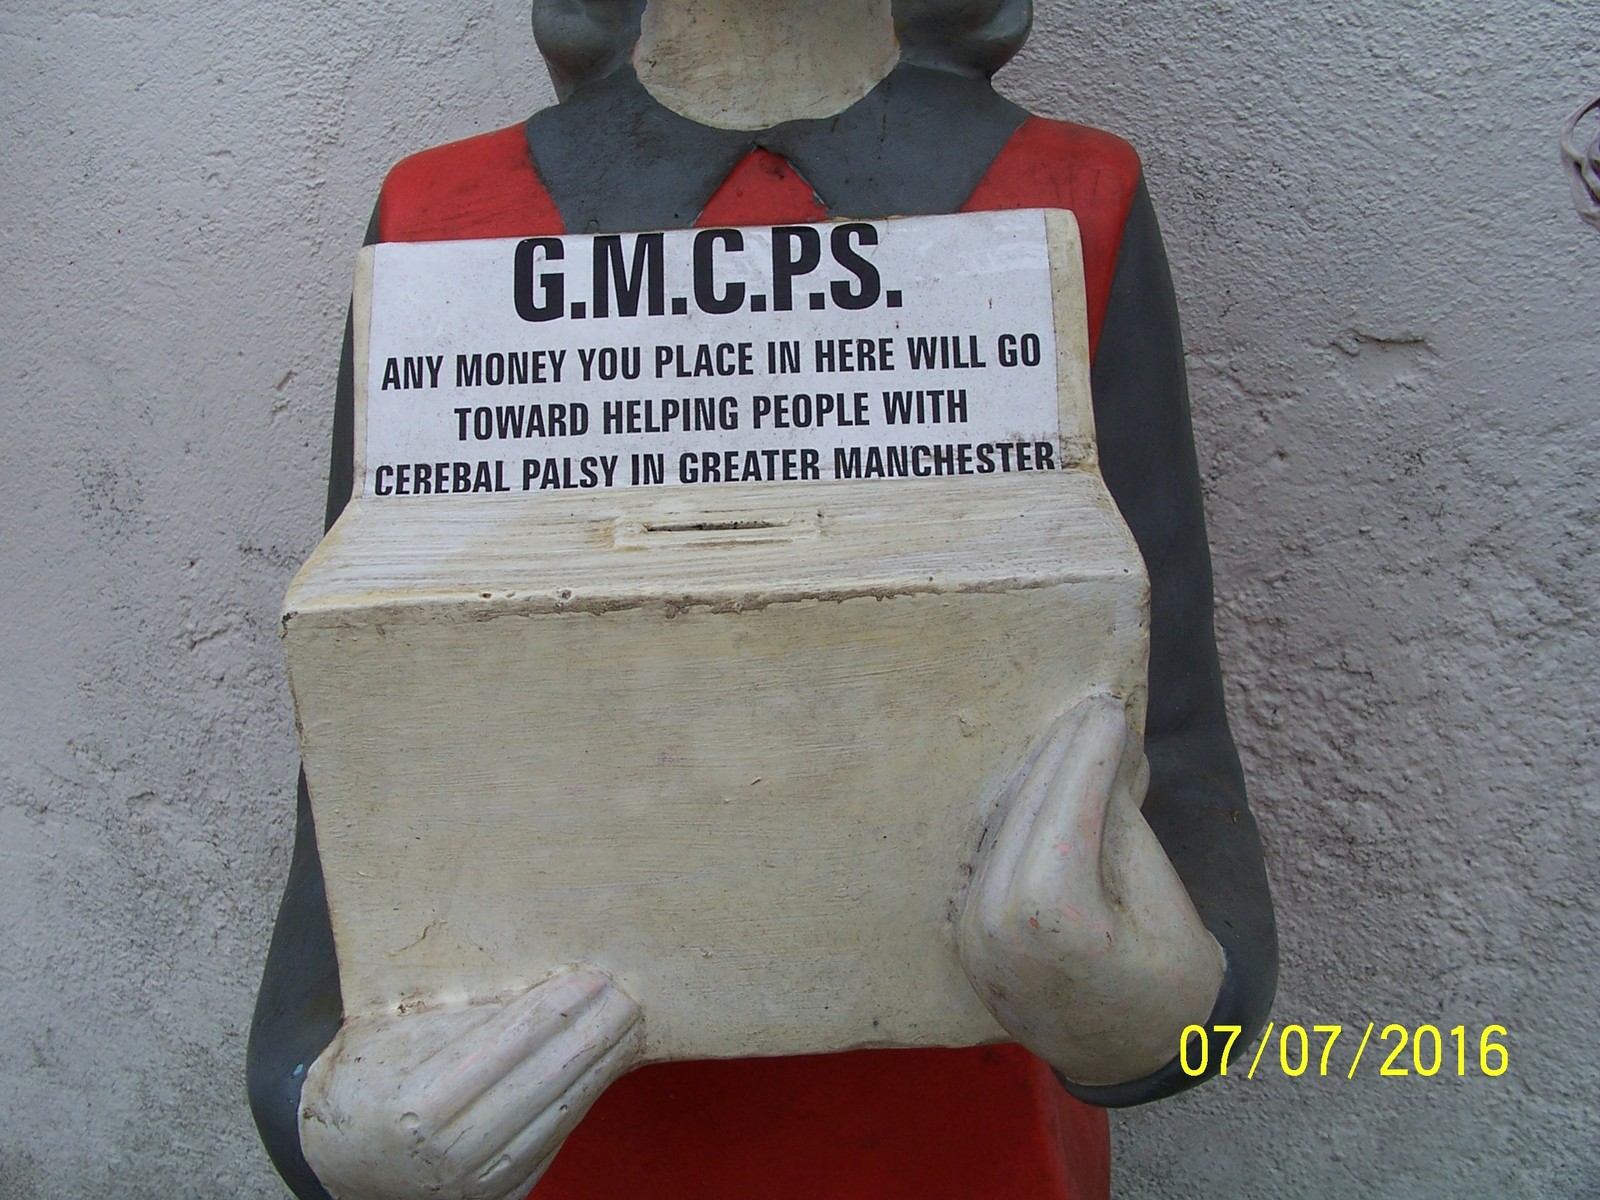 G.M.C.P.S.
ANY MONEY YOU PLACE IN HERE WILL GO
TOWARD HELPING PEOPLE WITH
CEREBAL PALSY IN GREATER MANCHESTER
07/07/2016